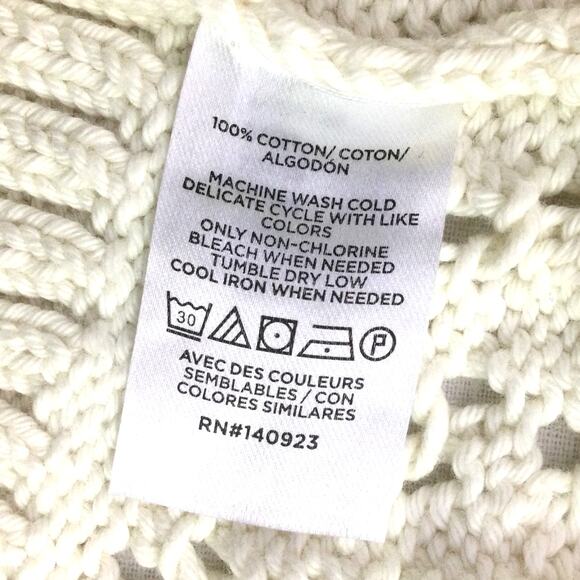 100% COTTON/ COTON/
ALGODÓN
MACHINE WASH COLD
DELICATE CYCLE WITH LIKE
COLORS
ONLY NON-CHLORINE
BLEACH WHEN NEEDED
TUMBLE DRY LOW
COOL IRON WHEN NEEDED
30 P
AVEC DES COULEURS
SEMBLABLES / CON
COLORES SIMILARES
RN#140923